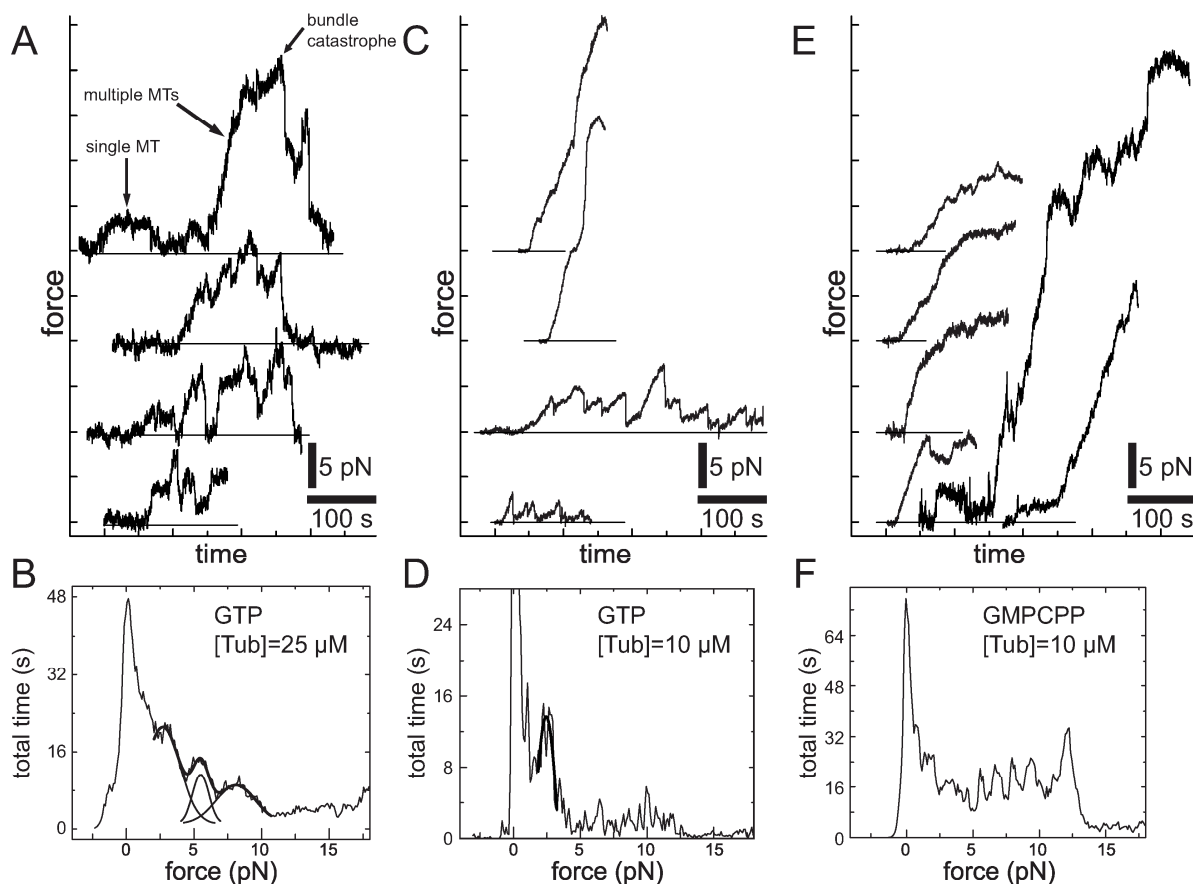 A
bundle
catastrophe
multiple MTs
single MT
force
5 pN
100 s
time
C
force
5 pN
100 s
time
E
force
5 pN
100 s
time
B
GTP
[Tub]=25 µM
total time (s)
48
32
16
0
0
5
10
15
force (pN)
D
GTP
[Tub]=10 µM
total time (s)
24
16
8
0
0
5
10
15
force (pN)
F
GMPCPP
[Tub]=10 µM
total time (s)
64
48
32
16
0
0
5
10
15
force (pN)